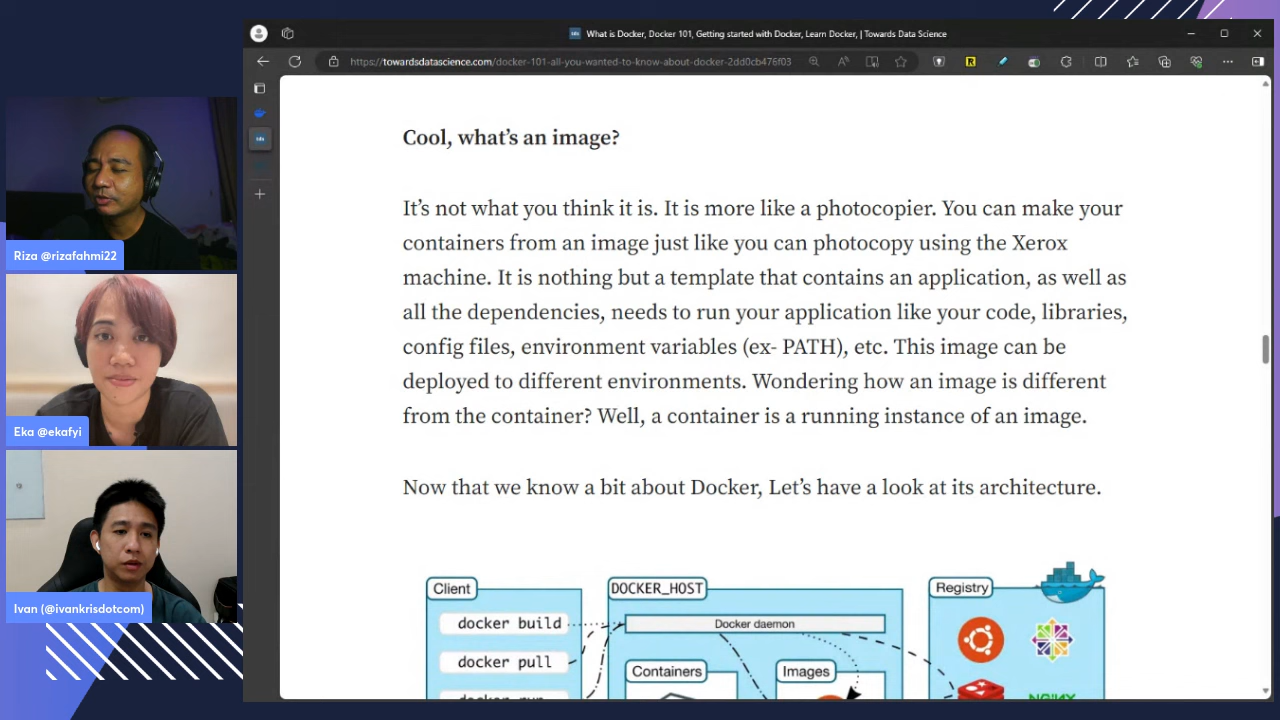 What is Docker, Docker 101, Getting started with Docker, Learn Docker, | Towards Data Science
https://towardsdatascience.com/docker-101-all-you-wanted-to-know-about-docker-2dd0cb476f03
Cool, what's an image?
It's not what you think it is. It is more like a photocopier. You can make your
containers from an image just like you can photocopy using the Xerox
machine. It is nothing but a template that contains an application, as well as
all the dependencies, needs to run your application like your code, libraries,
config files, environment variables (ex- PATH), etc. This image can be
deployed to different environments. Wondering how an image is different
from the container? Well, a container is a running instance of an image.
Now that we know a bit about Docker, Let's have a look at its architecture.
Client
docker build
docker pull
DOCKER_HOST
Docker daemon
Containers
Images
Registry
Riza @rizafahmi22
Eka @ekafyi
Ivan (@ivankrisdotcom)